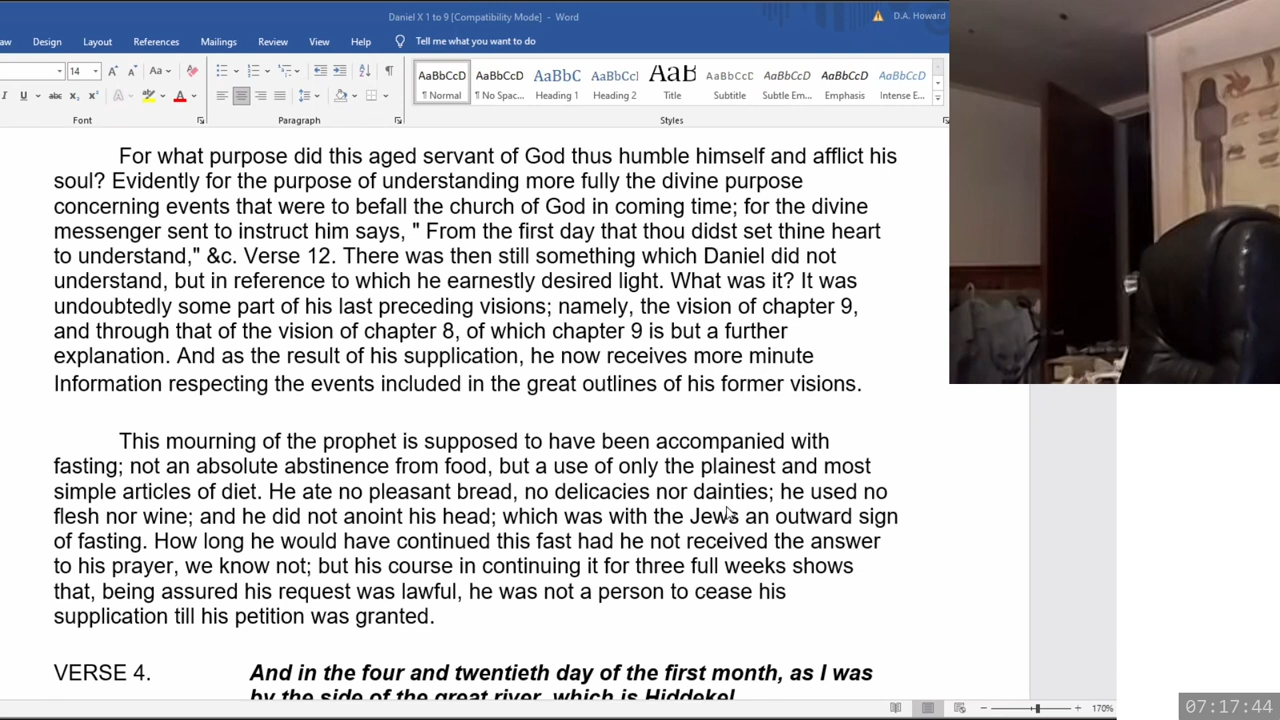 Daniel X 1 to 9 [Compatibility Mode] - Word
D.A. Howard
aw Design Layout References Mailings Review View Help Tell me what you want to do
14 Aa
AaBbCcD AaBbCcD AaBbC AaBbCcl AaB AaBbCcD AaBbCcD AaBbCcD AaBbCcD
¶ Normal ¶ No Spac... Heading 1 Heading 2 Title Subtitle Subtle Em... Emphasis Intense E...
I U abc x₂ x² A ab A
Font Paragraph Styles
For what purpose did this aged servant of God thus humble himself and afflict his
soul? Evidently for the purpose of understanding more fully the divine purpose
concerning events that were to befall the church of God in coming time; for the divine
messenger sent to instruct him says, " From the first day that thou didst set thine heart
to understand," &c. Verse 12. There was then still something which Daniel did not
understand, but in reference to which he earnestly desired light. What was it? It was
undoubtedly some part of his last preceding visions; namely, the vision of chapter 9,
and through that of the vision of chapter 8, of which chapter 9 is but a further
explanation. And as the result of his supplication, he now receives more minute
Information respecting the events included in the great outlines of his former visions.
This mourning of the prophet is supposed to have been accompanied with
fasting; not an absolute abstinence from food, but a use of only the plainest and most
simple articles of diet. He ate no pleasant bread, no delicacies nor dainties; he used no
flesh nor wine; and he did not anoint his head; which was with the Jews an outward sign
of fasting. How long he would have continued this fast had he not received the answer
to his prayer, we know not; but his course in continuing it for three full weeks shows
that, being assured his request was lawful, he was not a person to cease his
supplication till his petition was granted.
VERSE 4. And in the four and twentieth day of the first month, as I was
by the side of the great river, which is Hiddekel
170%
07:17:44